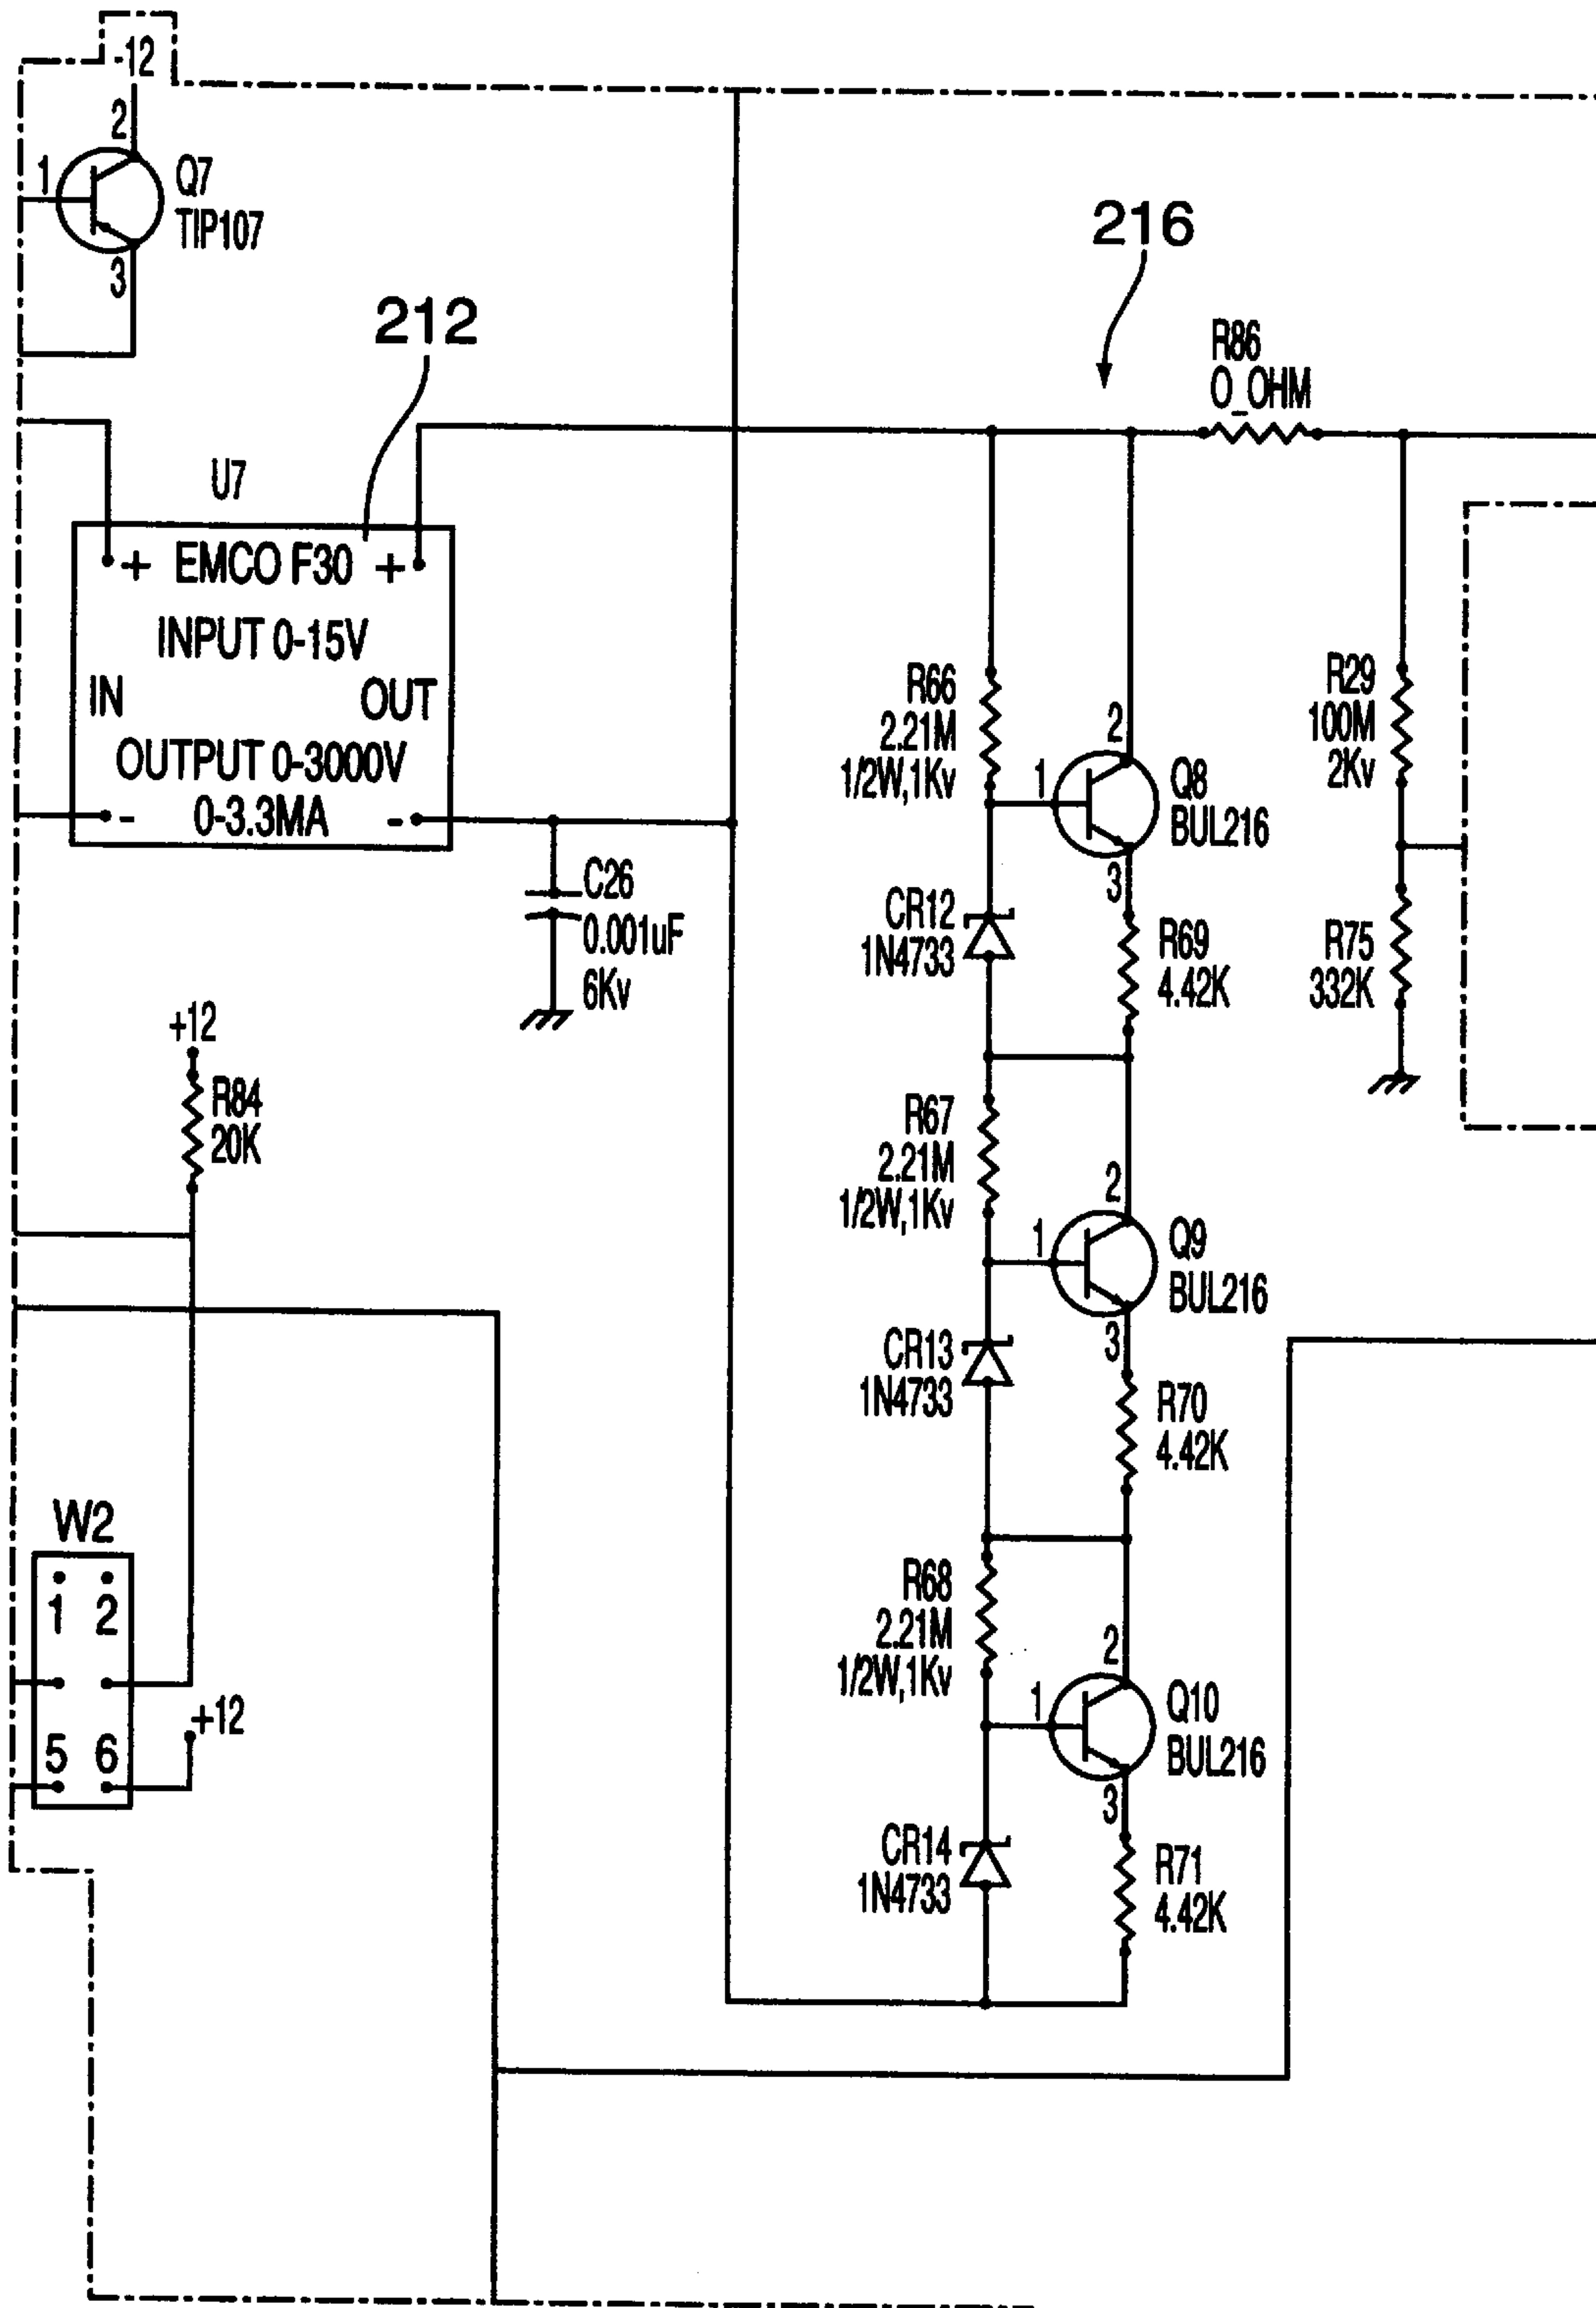 -12
2
1
Q7
TIP107
3
212
216
R86
O_OHM
U7
+ EMCO F30 +
INPUT 0-15V
IN OUT
OUTPUT 0-3000V
- 0-3.3MA -
C26
0.001uF
6Kv
R66
2.21M
1/2W,1Kv
2
1
Q8
BUL216
3
R29
100M
2Kv
CR12
1N4733
R69
4.42K
R75
332K
+12
R84
20K
R67
2.21M
1/2W,1Kv
2
1
Q9
BUL216
3
CR13
1N4733
R70
4.42K
W2
1 2
5 6
+12
R68
2.21M
1/2W,1Kv
2
1
Q10
BUL216
3
CR14
1N4733
R71
4.42K